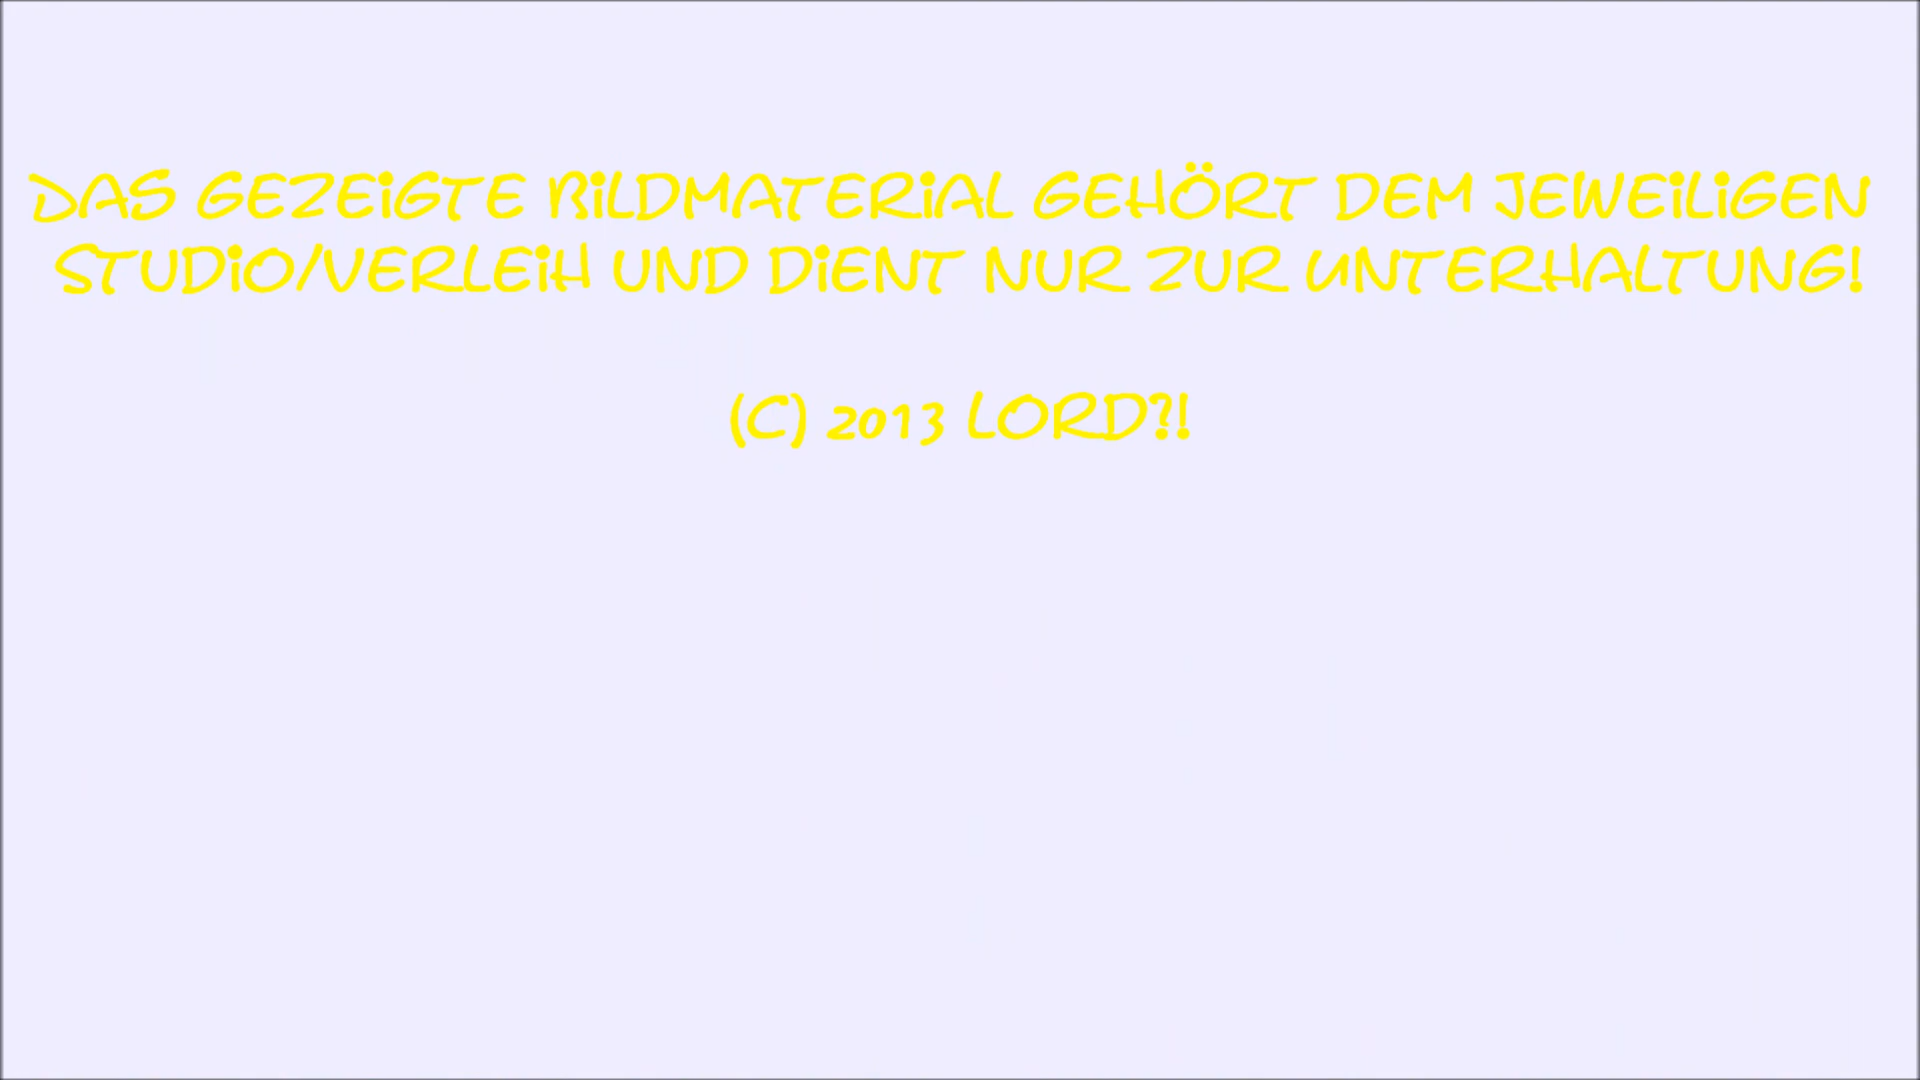 DAS GEZEIGTE BILDMATERIAL GEHÖRT DEM JEWEILIGEN
STUDIO/VERLEIH UND DIENT NUR ZUR UNTERHALTUNG!
(C) 2013 LORD?!